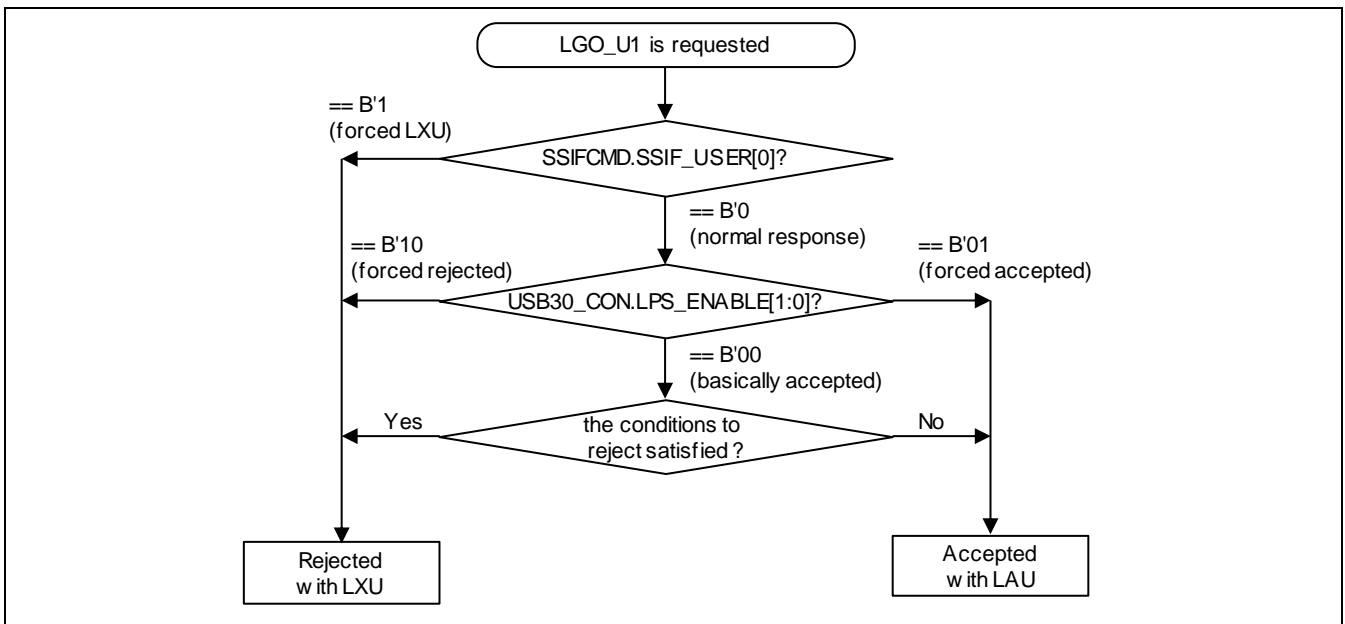 LGO_U1 is requested
== B'1
(forced LXU)
SSIFCMD.SSIF_USER[0]?
== B'0
(normal response)
== B'10
(forced rejected)
== B'01
(forced accepted)
USB30_CON.LPS_ENABLE[1:0]?
== B'00
(basically accepted)
Yes
the conditions to
reject satisfied ?
No
Rejected
with LXU
Accepted
with LAU